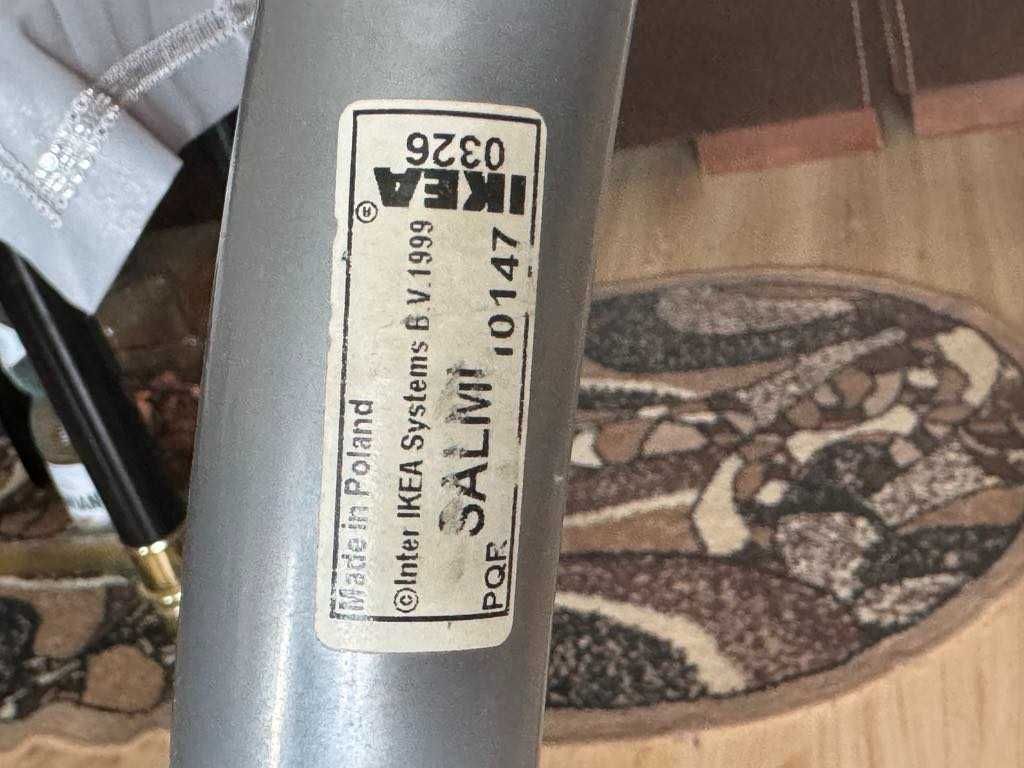 Made in Poland
©Inter IKEA Systems B.V.1999
SALMI 10147
PQR
IKEA®
0326